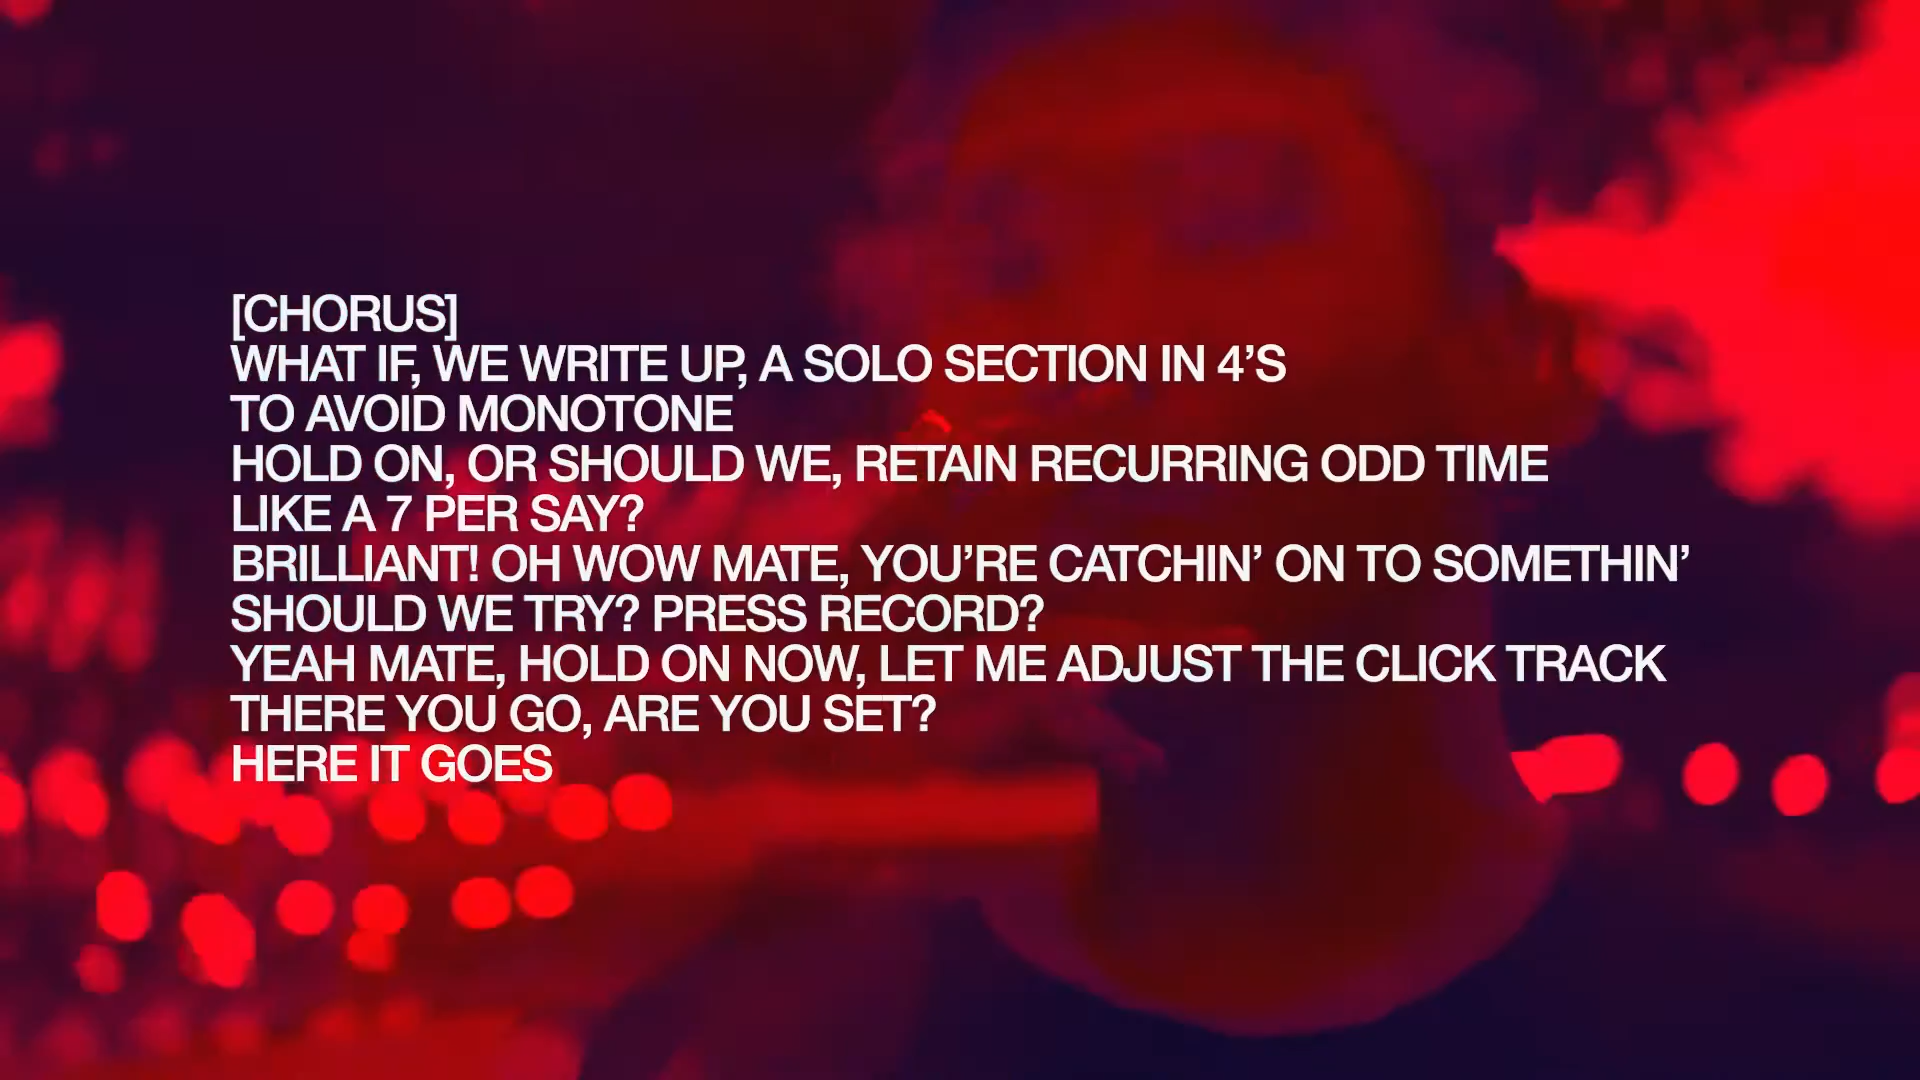 [CHORUS]
WHAT IF, WE WRITE UP, A SOLO SECTION IN 4’S
TO AVOID MONOTONE
HOLD ON, OR SHOULD WE, RETAIN RECURRING ODD TIME
LIKE A 7 PER SAY?
BRILLIANT! OH WOW MATE, YOU’RE CATCHIN’ ON TO SOMETHIN’
SHOULD WE TRY? PRESS RECORD?
YEAH MATE, HOLD ON NOW, LET ME ADJUST THE CLICK TRACK
THERE YOU GO, ARE YOU SET?
HERE IT GOES